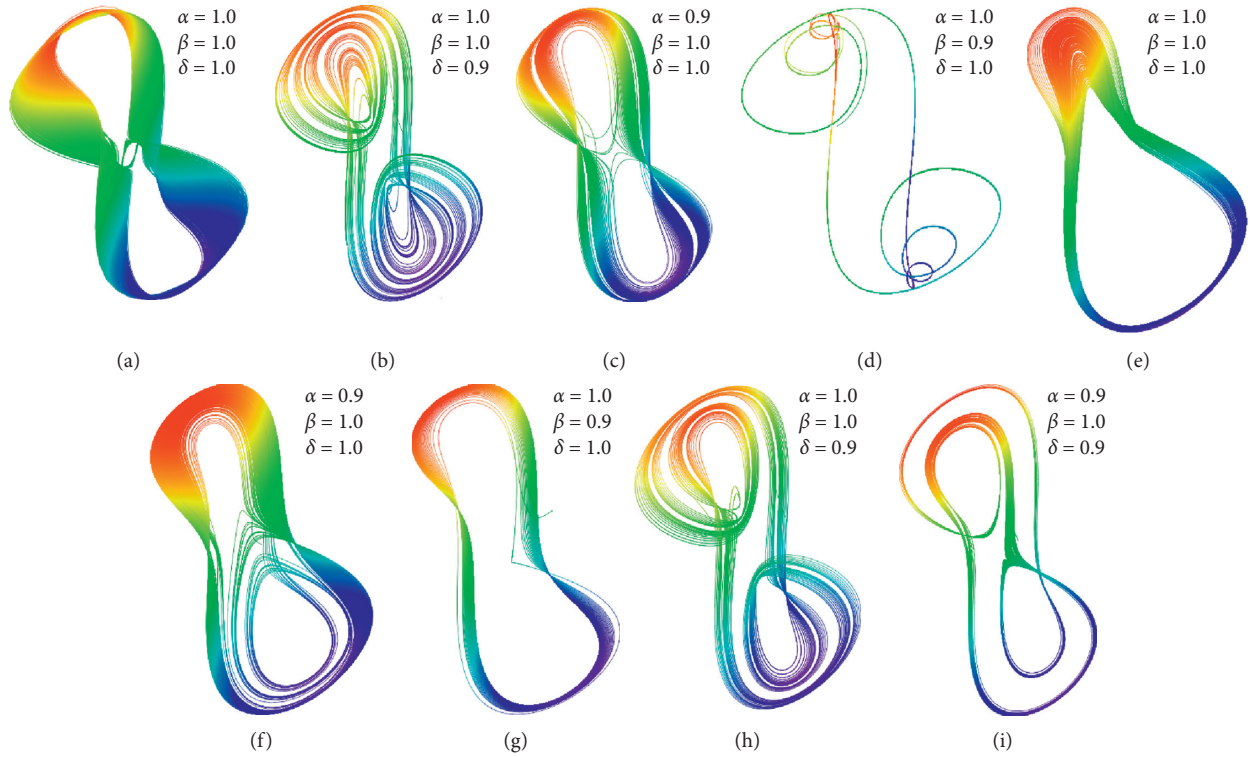 α = 1.0
β = 1.0
δ = 1.0
α = 1.0
β = 1.0
δ = 0.9
α = 0.9
β = 1.0
δ = 1.0
α = 1.0
β = 0.9
δ = 1.0
α = 1.0
β = 1.0
δ = 1.0
(a)
(b)
(c)
(d)
(e)
α = 0.9
β = 1.0
δ = 1.0
α = 1.0
β = 0.9
δ = 1.0
α = 1.0
β = 1.0
δ = 0.9
α = 0.9
β = 1.0
δ = 0.9
(f)
(g)
(h)
(i)